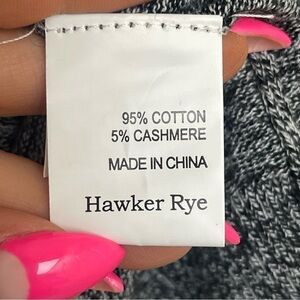 95% COTTON
5% CASHMERE
MADE IN CHINA
Hawker Rye